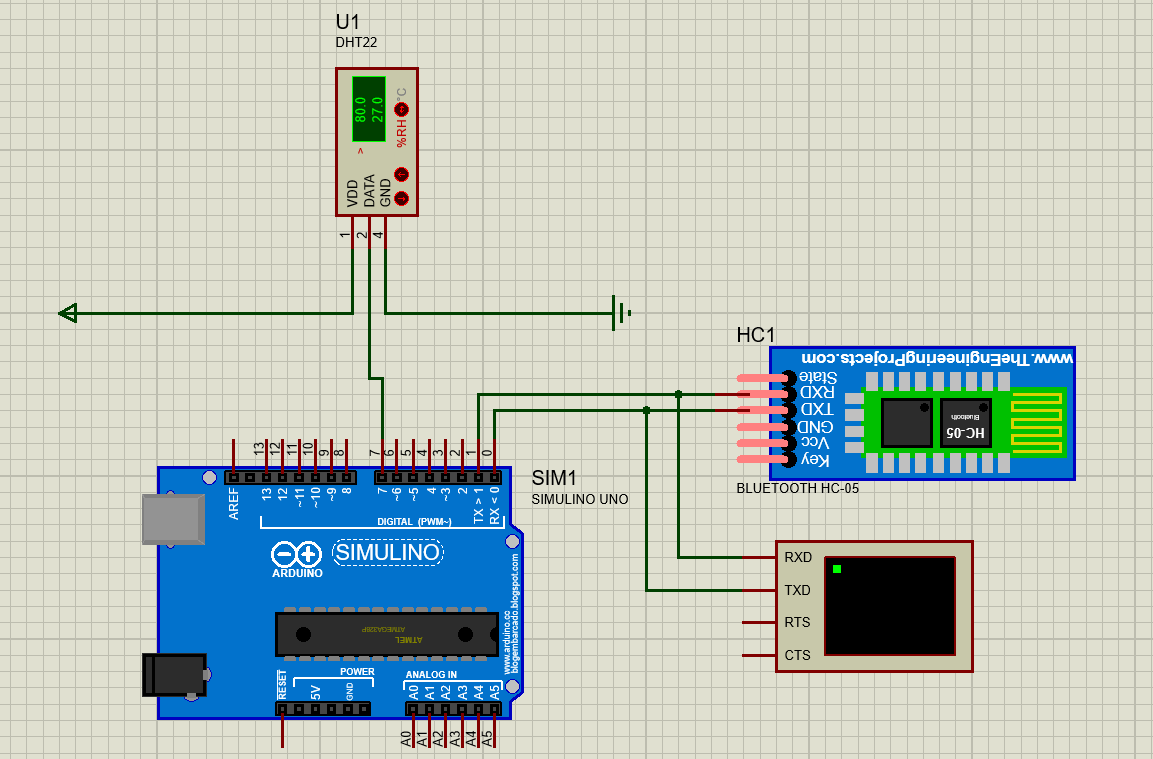 U1
DHT22
80.0
27.0
°C
%RH
>
VDD
DATA
GND
1
2
4
HC1
www.TheEngineeringProjects.com
State
RXD
TXD
GND
Vcc
Key
Bluetooth
HC-05
BLUETOOTH HC-05
13
12
11
10
9
8
7
6
5
4
3
2
1
0
AREF
13
12
~11
~10
~9
8
7
~6
~5
4
~3
2
TX > 1
RX < 0
DIGITAL (PWM~)
SIM1
SIMULINO UNO
ARDUINO
SIMULINO
www.arduino.cc
blogembarcado.blogspot.com
ATMEGA328P
ATMEL
RESET
5V
GND
POWER
ANALOG IN
A0
A1
A2
A3
A4
A5
A0
A1
A2
A3
A4
A5
RXD
TXD
RTS
CTS